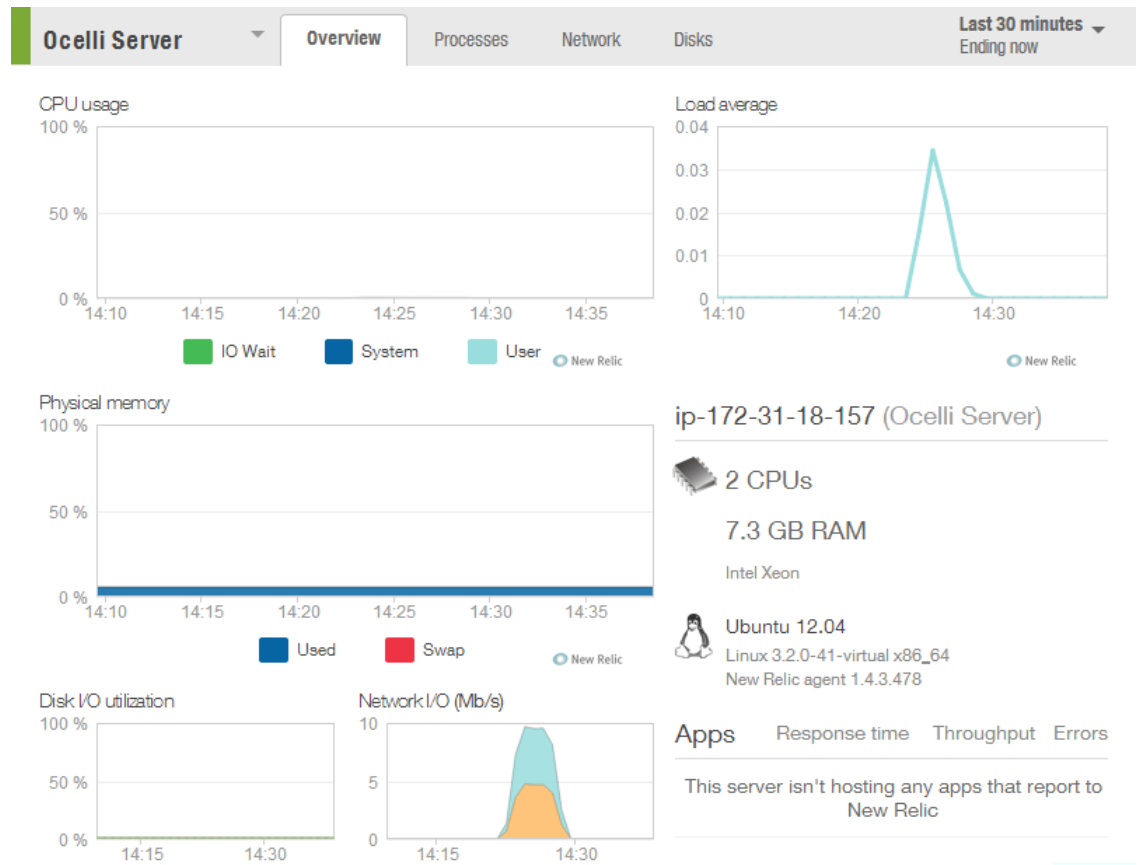 Ocelli Server Overview Processes Network Disks Last 30 minutes
Ending now
CPU usage
100 %
50 %
0 %
14:10 14:15 14:20 14:25 14:30 14:35
IO Wait System User New Relic
Load average
0.04
0.03
0.02
0.01
0
14:10 14:20 14:30
New Relic
Physical memory
100 %
50 %
0 %
14:10 14:15 14:20 14:25 14:30 14:35
Used Swap New Relic
ip-172-31-18-157 (Ocelli Server)
2 CPUs
7.3 GB RAM
Intel Xeon
Ubuntu 12.04
Linux 3.2.0-41-virtual x86_64
New Relic agent 1.4.3.478
Disk I/O utilization
100 %
50 %
0 %
14:15 14:30
Network I/O (Mb/s)
10
5
0
14:15 14:30
Apps Response time Throughput Errors
This server isn't hosting any apps that report to
New Relic